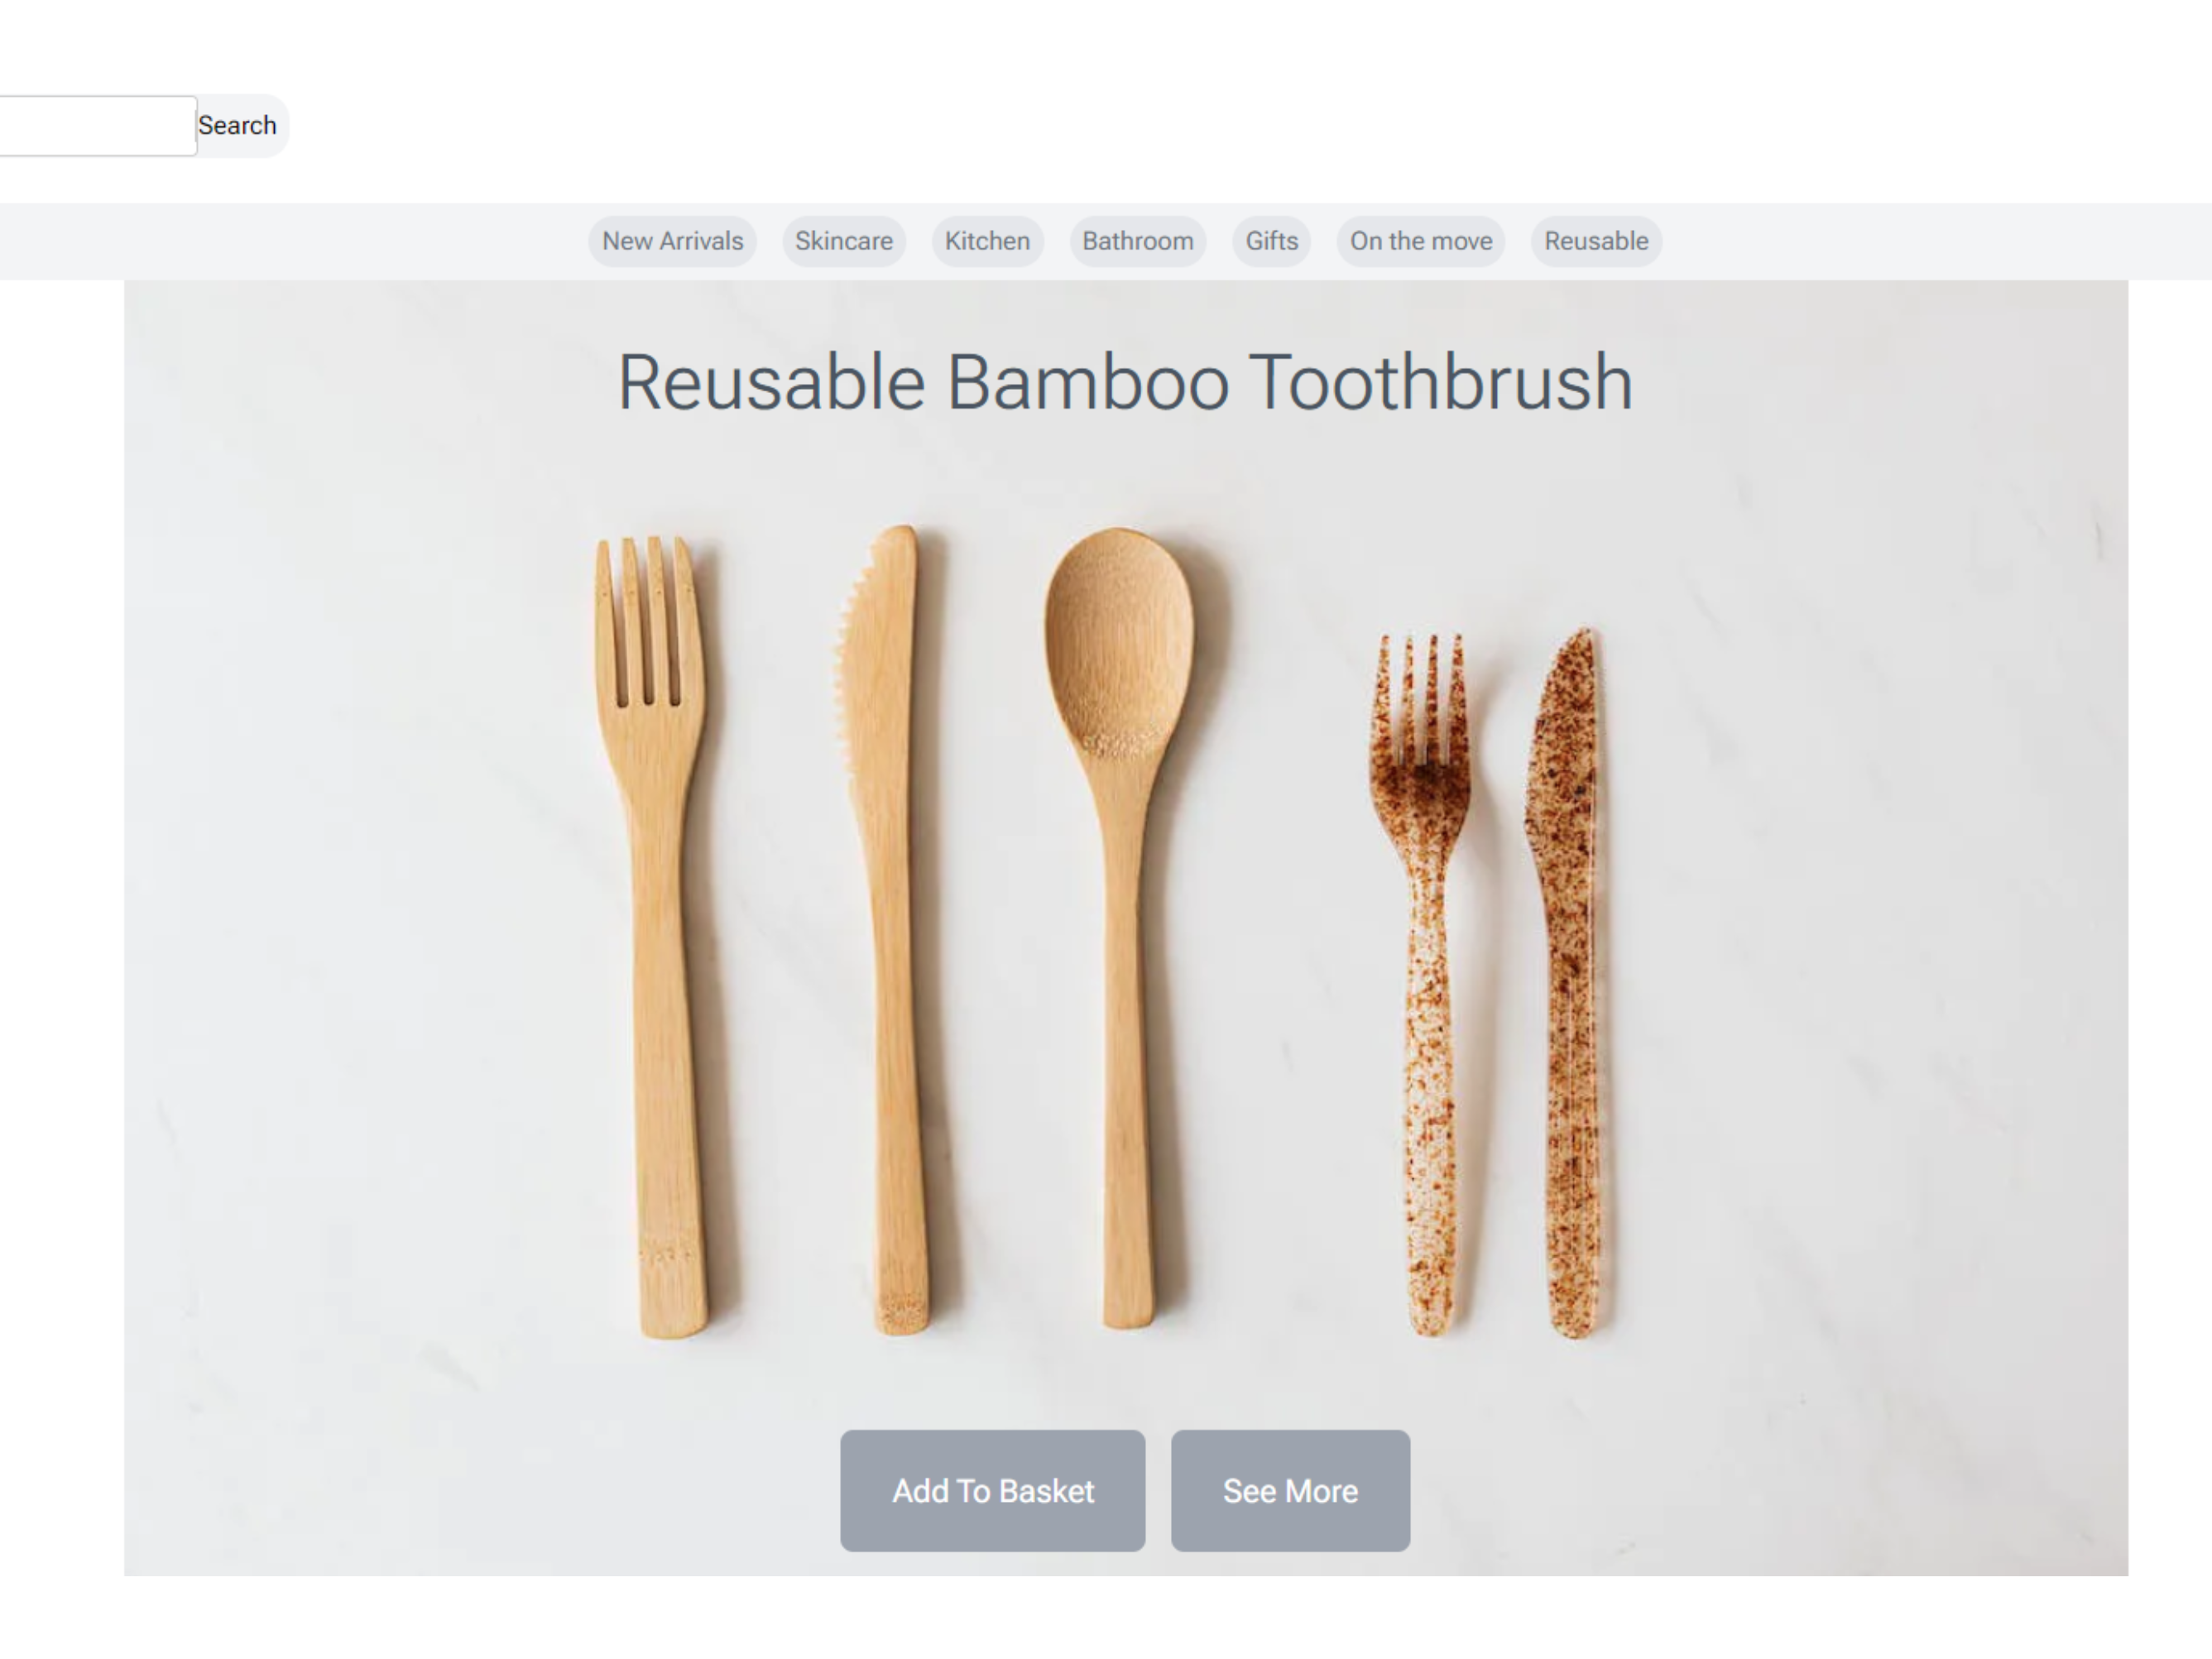 Search
New Arrivals Skincare Kitchen Bathroom Gifts On the move Reusable
Reusable Bamboo Toothbrush
Add To Basket See More